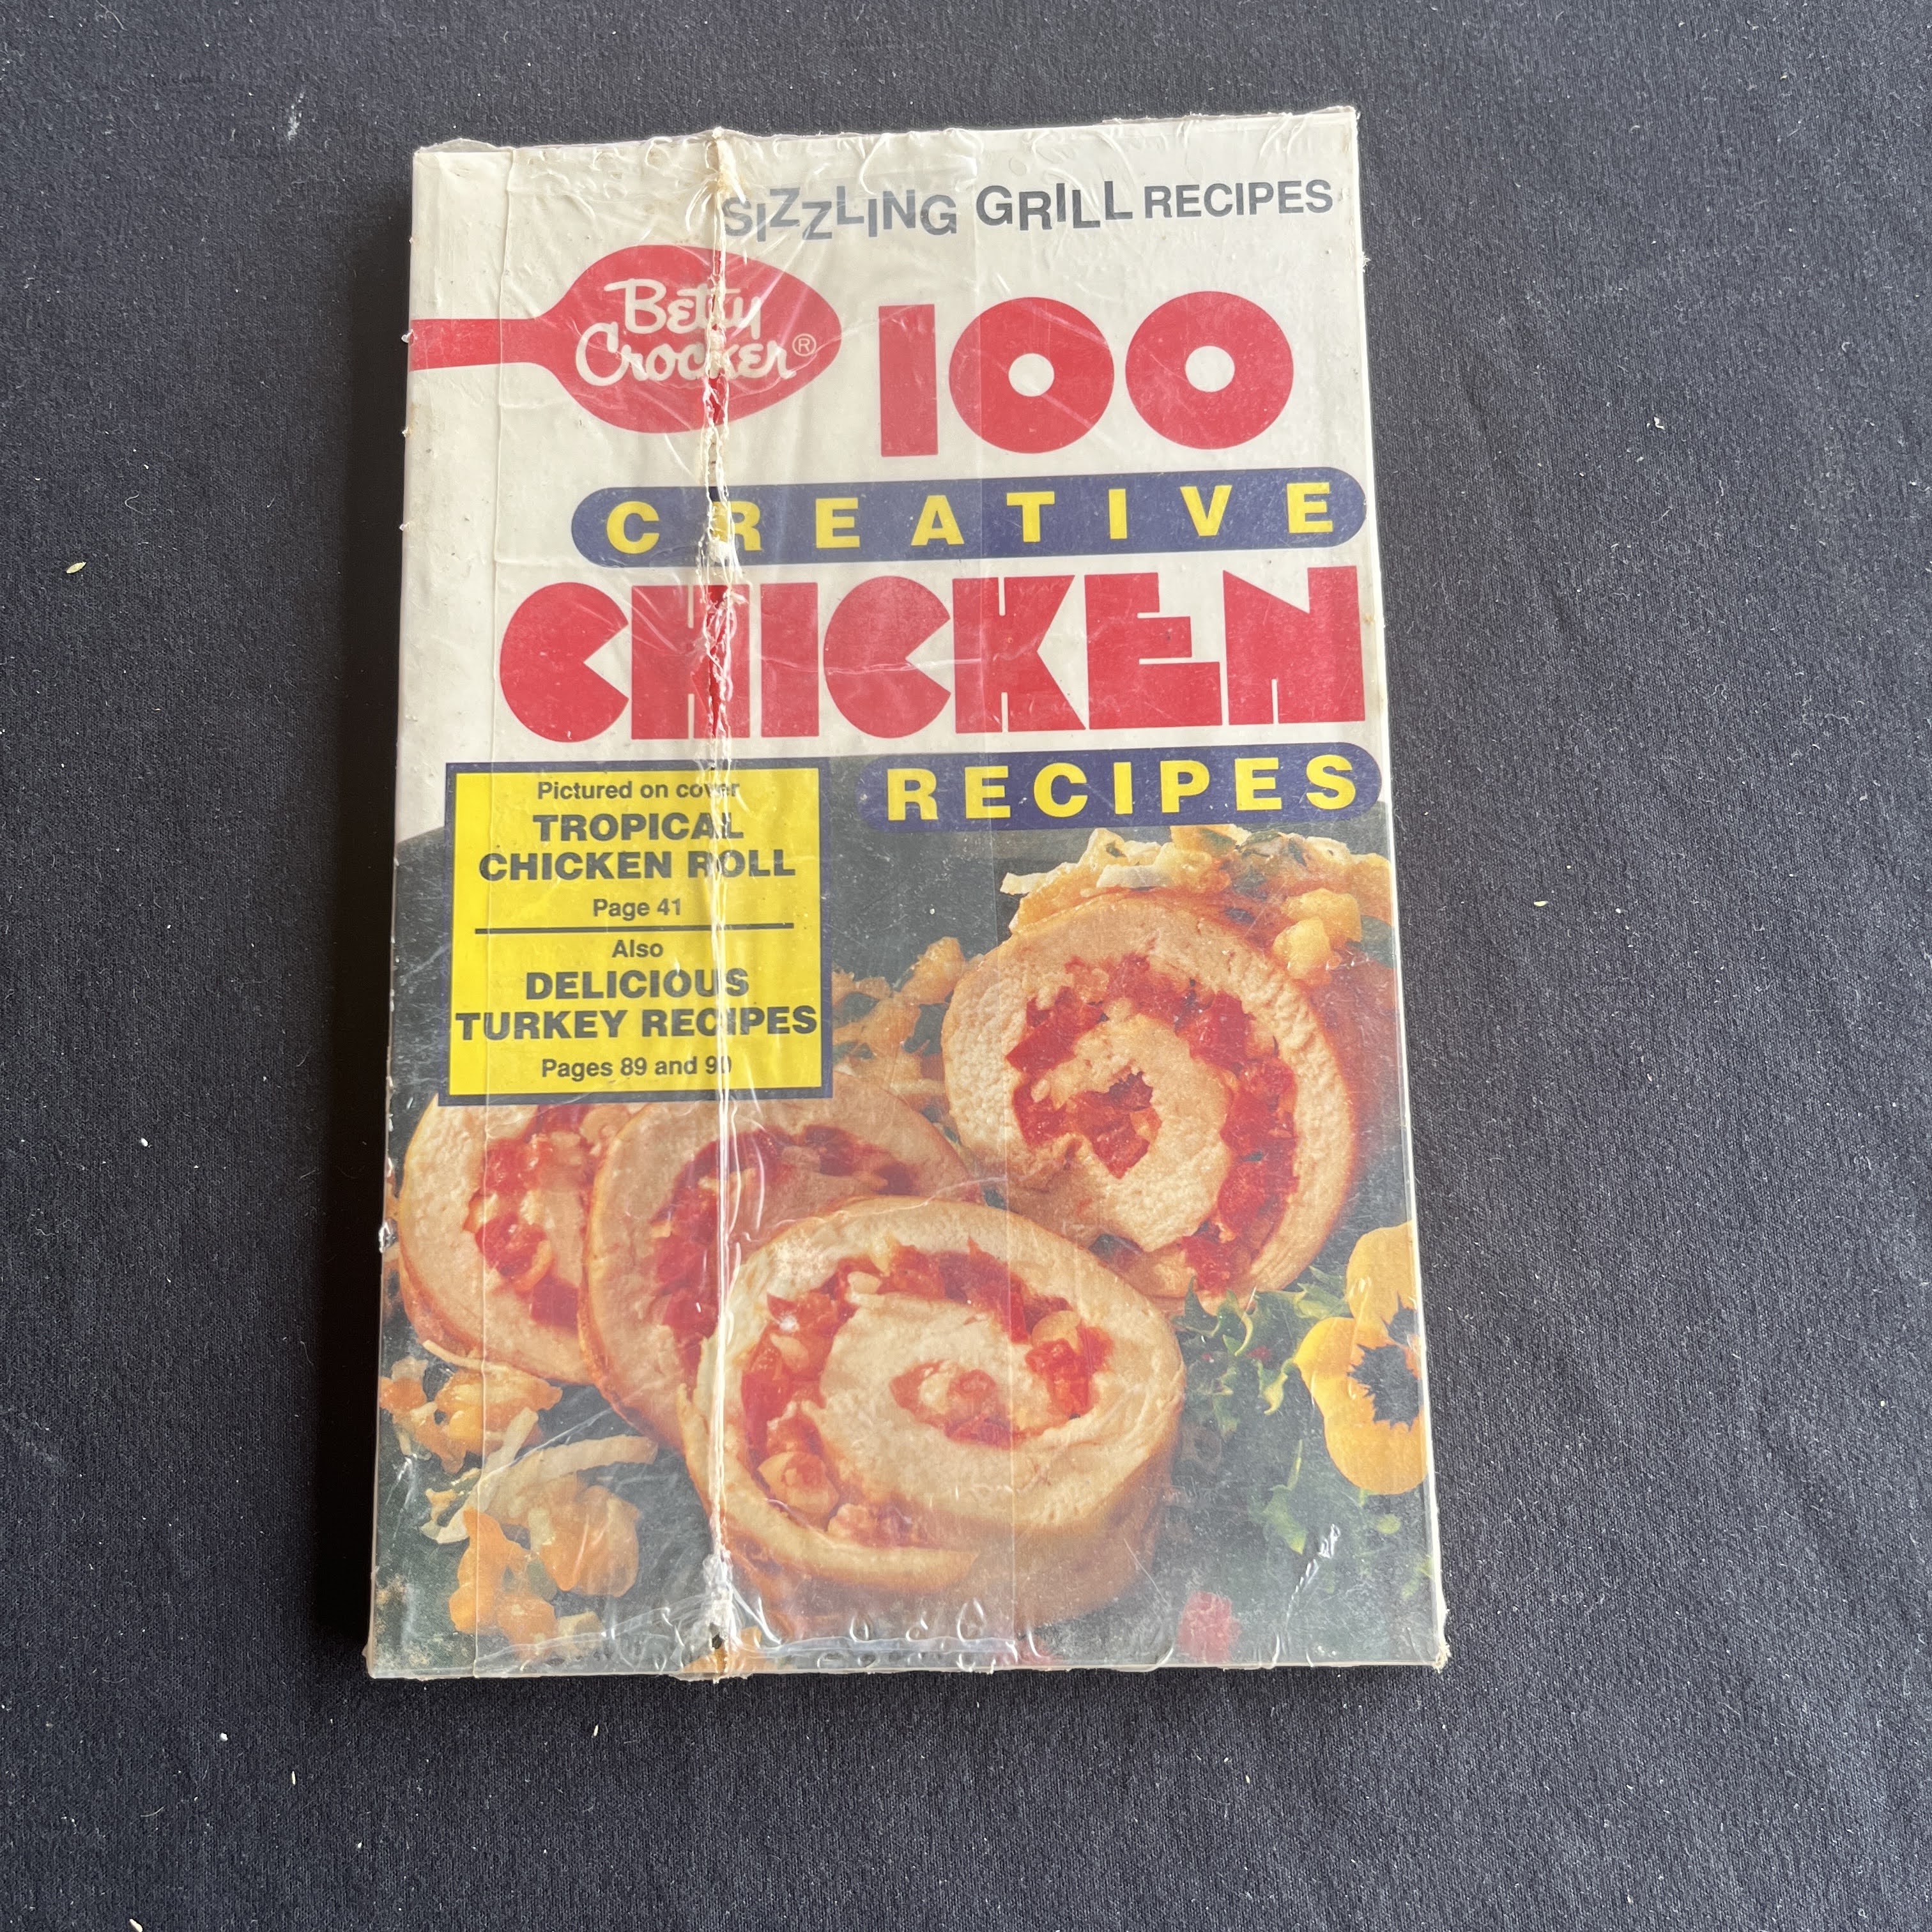 SIZZLING GRILL RECIPES
Betty
Crocker®
100
CREATIVE
CHICKEN
RECIPES
Pictured on cover
TROPICAL
CHICKEN ROLL
Page 41
Also
DELICIOUS
TURKEY RECIPES
Pages 89 and 90